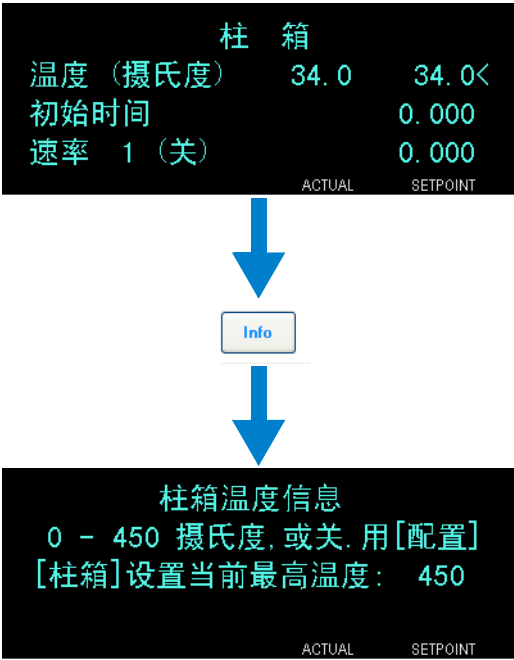 柱 箱
温度 (摄氏度) 34.0 34.0<
初始时间 0.000
速率 1 (关) 0.000
ACTUAL SETPOINT
Info
柱箱温度信息
0 - 450 摄氏度,或关.用[配置]
[柱箱]设置当前最高温度: 450
ACTUAL SETPOINT